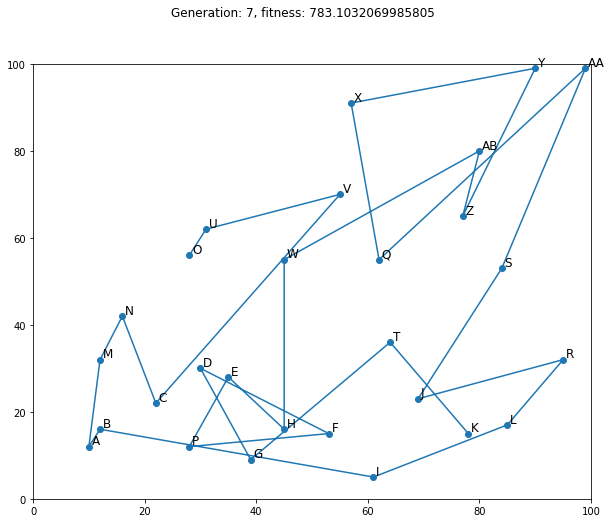 Generation: 7, fitness: 783.1032069985805
100
Y
AA
X
AB
80
V
Z
U
60
O
W
Q
S
N
40
T
M
R
D
E
C
J
20
B
H
F
K
L
A
P
G
I
0
0
20
40
60
80
100